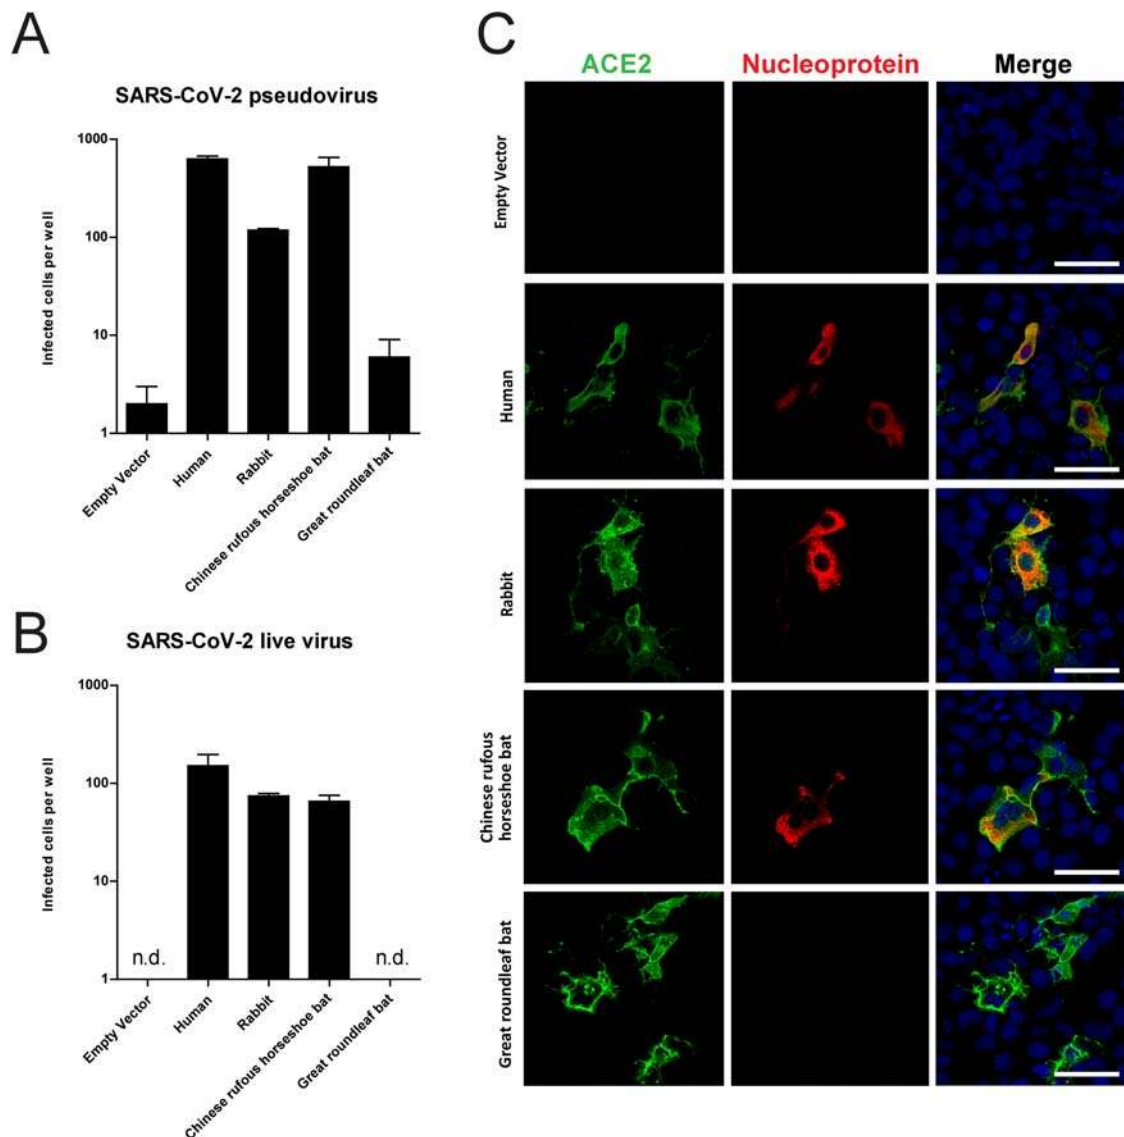 A
SARS-CoV-2 pseudovirus
Infected cells per well
1000
100
10
1
Empty Vector
Human
Rabbit
Chinese rufous horseshoe bat
Great roundleaf bat
B
SARS-CoV-2 live virus
Infected cells per well
1000
100
10
1
n.d.
n.d.
Empty Vector
Human
Rabbit
Chinese rufous horseshoe bat
Great roundleaf bat
C
ACE2
Nucleoprotein
Merge
Empty Vector
Human
Rabbit
Chinese rufous
horseshoe bat
Great roundleaf bat